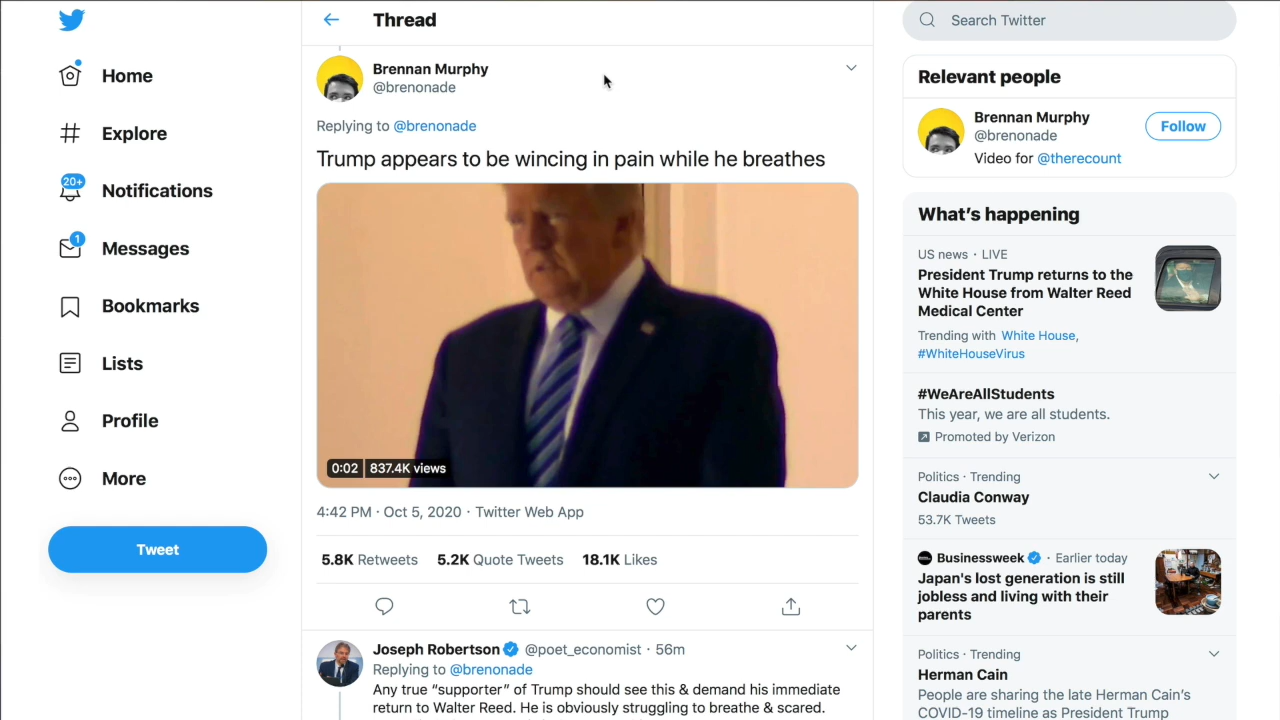 Home
Explore
20+
Notifications
1
Messages
Bookmarks
Lists
Profile
More
Tweet
Thread
Brennan Murphy
@brenonade
Replying to @brenonade
Trump appears to be wincing in pain while he breathes
0:02 837.4K views
4:42 PM · Oct 5, 2020 · Twitter Web App
5.8K Retweets 5.2K Quote Tweets 18.1K Likes
Joseph Robertson @poet_economist · 56m
Replying to @brenonade
Any true “supporter” of Trump should see this & demand his immediate
return to Walter Reed. He is obviously struggling to breathe & scared.
Search Twitter
Relevant people
Brennan Murphy
@brenonade
Follow
Video for @therecount
What’s happening
US news · LIVE
President Trump returns to the
White House from Walter Reed
Medical Center
Trending with White House,
#WhiteHouseVirus
#WeAreAllStudents
This year, we are all students.
Promoted by Verizon
Politics · Trending
Claudia Conway
53.7K Tweets
Businessweek · Earlier today
Japan's lost generation is still
jobless and living with their
parents
Politics · Trending
Herman Cain
People are sharing the late Herman Cain’s
COVID-19 timeline as President Trump